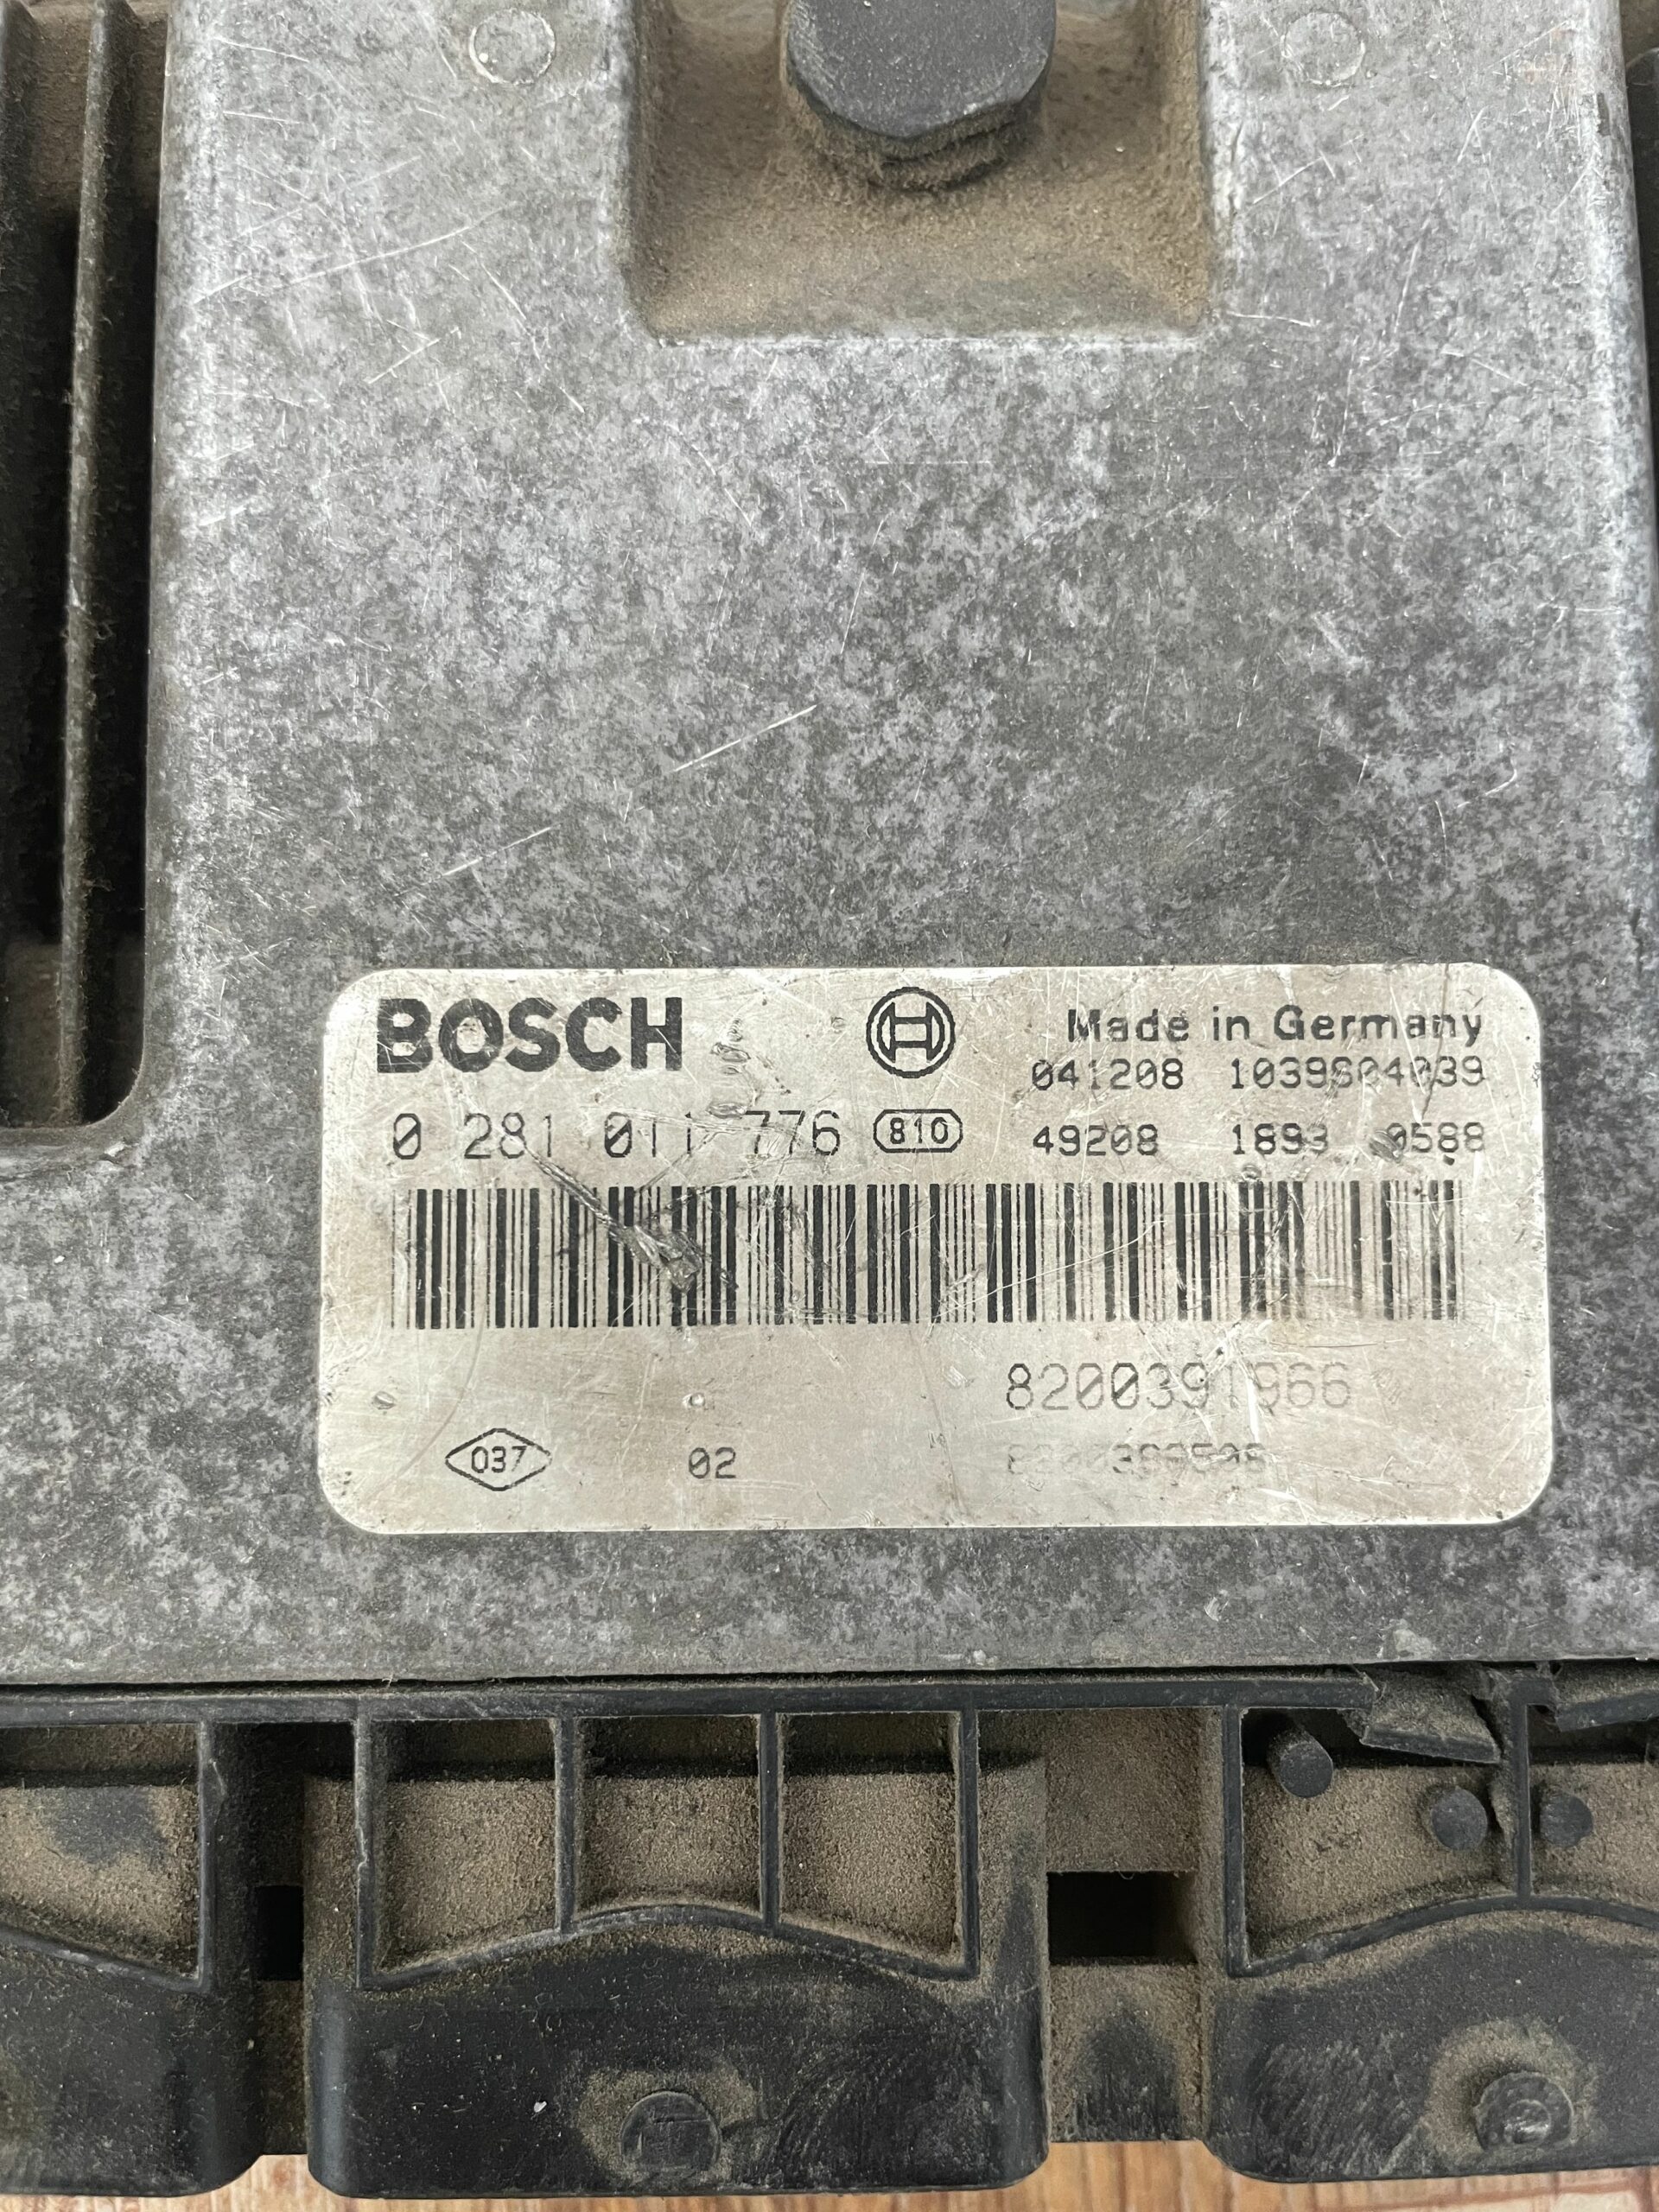 BOSCH
Made in Germany
041208 1039S04039
0 281 011 776 810
49208 1893 0588
8200391966
037 02